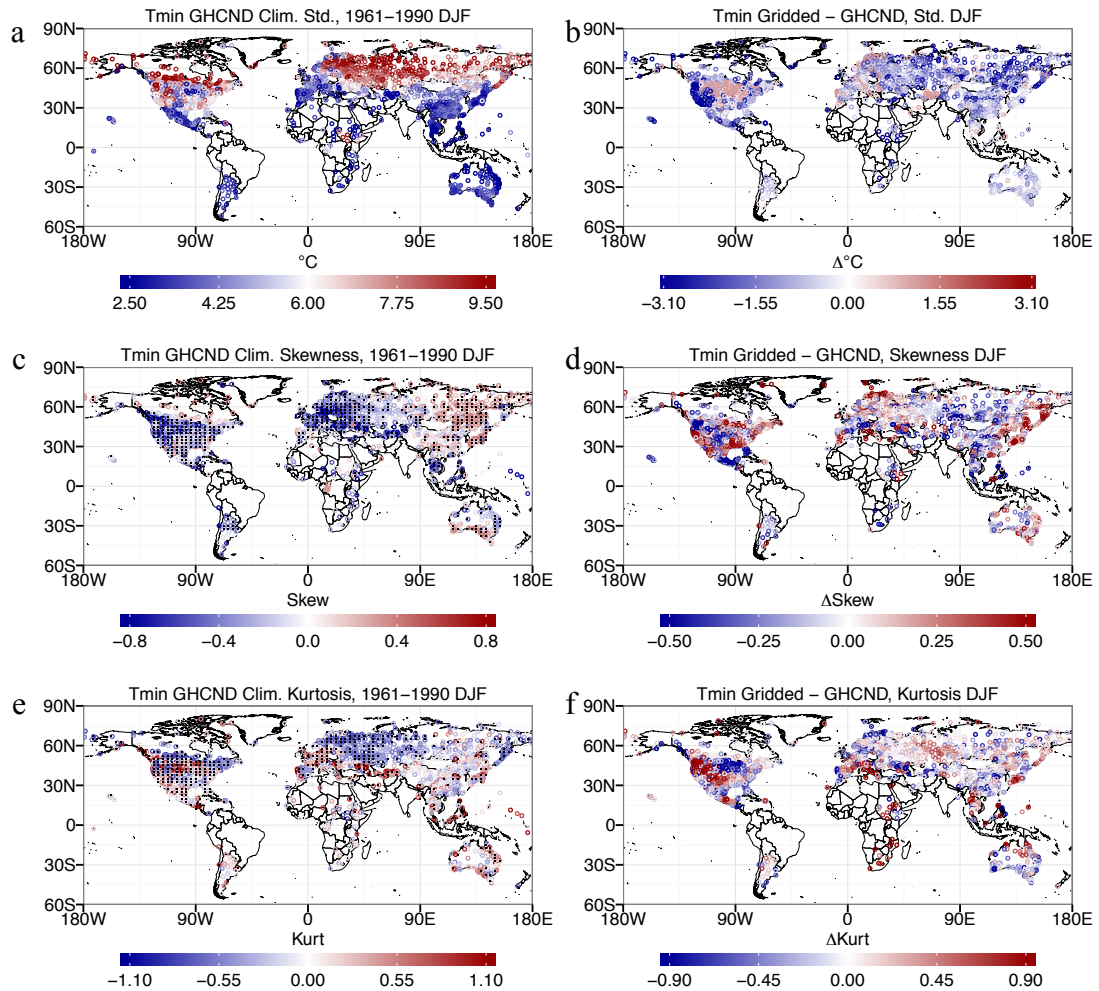 a
Tmin GHCND Clim. Std., 1961−1990 DJF
90N
60N
30N
0
30S
60S
180W 90W 0 90E 180E
°C
2.50 4.25 6.00 7.75 9.50
b
Tmin Gridded − GHCND, Std. DJF
90N
60N
30N
0
30S
60S
180W 90W 0 90E 180E
Δ°C
−3.10 −1.55 0.00 1.55 3.10
c
Tmin GHCND Clim. Skewness, 1961−1990 DJF
90N
60N
30N
0
30S
60S
180W 90W 0 90E 180E
Skew
−0.8 −0.4 0.0 0.4 0.8
d
Tmin Gridded − GHCND, Skewness DJF
90N
60N
30N
0
30S
60S
180W 90W 0 90E 180E
ΔSkew
−0.50 −0.25 0.00 0.25 0.50
e
Tmin GHCND Clim. Kurtosis, 1961−1990 DJF
90N
60N
30N
0
30S
60S
180W 90W 0 90E 180E
Kurt
−1.10 −0.55 0.00 0.55 1.10
f
Tmin Gridded − GHCND, Kurtosis DJF
90N
60N
30N
0
30S
60S
180W 90W 0 90E 180E
ΔKurt
−0.90 −0.45 0.00 0.45 0.90